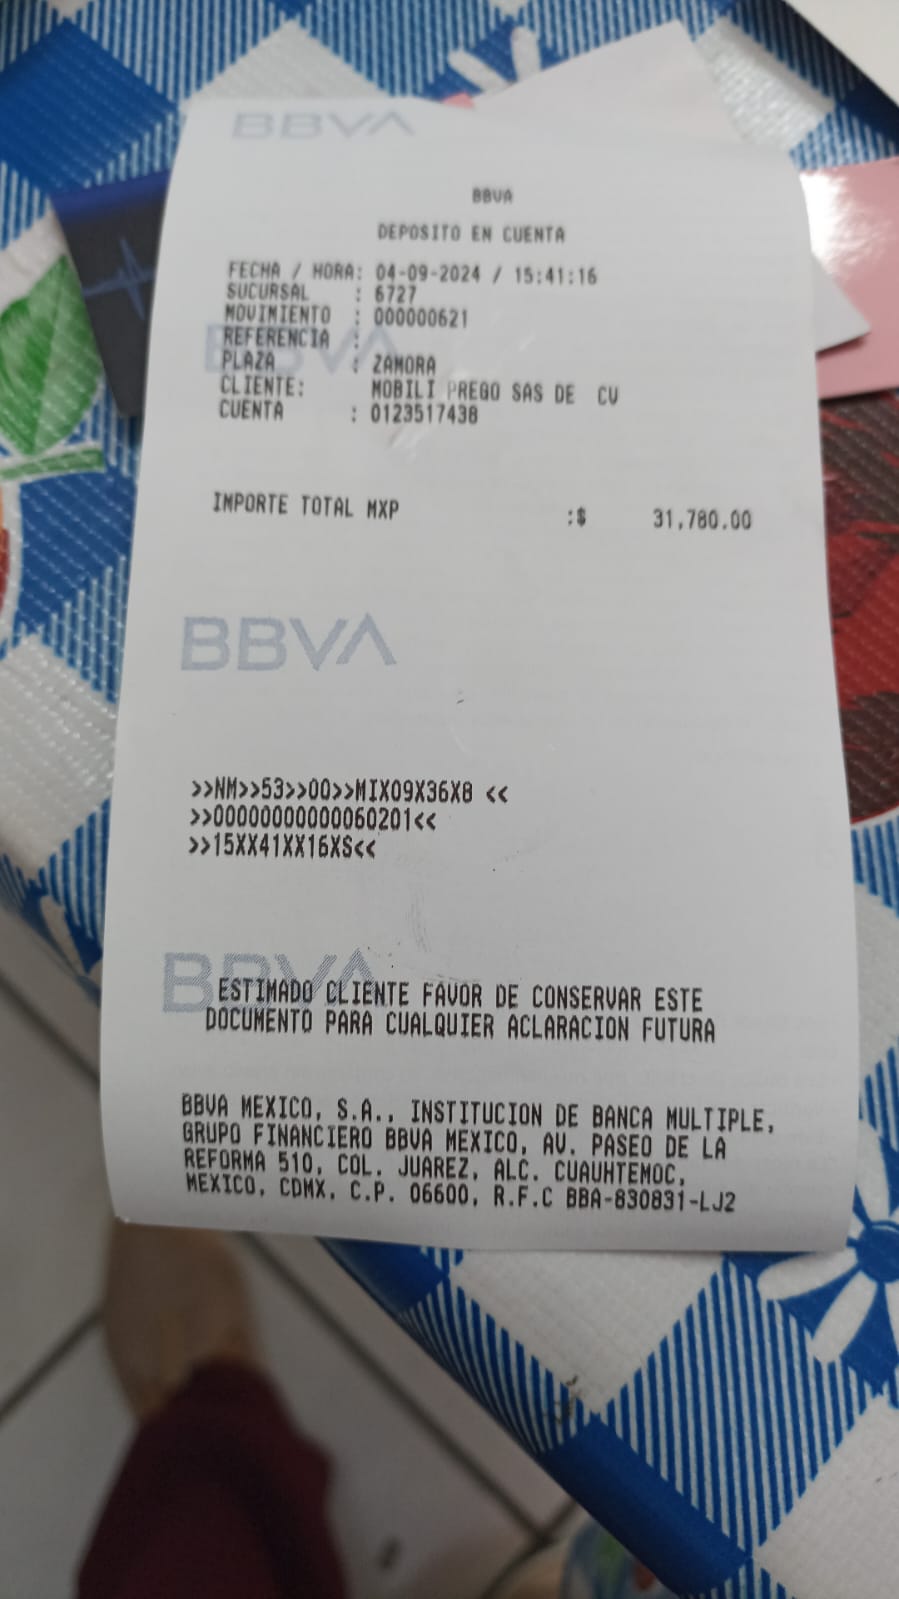 BBVA
BBVA
DEPOSITO EN CUENTA
FECHA / HORA: 04-09-2024 / 15:41:16
SUCURSAL : 6727
MOVIMIENTO : 000000621
REFERENCIA :
BBVA
PLAZA : ZAMORA
CLIENTE: MOBILI PREGO SAS DE CV
CUENTA : 0123517438
IMPORTE TOTAL MXP :$ 31,780.00
BBVA
>>NM>>53>>00>>MIX09X36X8 <<
>>00000000000060201<<
>>15XX41XX16XS<<
BBVA
ESTIMADO CLIENTE FAVOR DE CONSERVAR ESTE
DOCUMENTO PARA CUALQUIER ACLARACION FUTURA
BBVA MEXICO, S.A., INSTITUCION DE BANCA MULTIPLE,
GRUPO FINANCIERO BBVA MEXICO, AV. PASEO DE LA
REFORMA 510, COL. JUAREZ, ALC. CUAUHTEMOC,
MEXICO, CDMX, C.P. 06600, R.F.C BBA-830831-LJ2